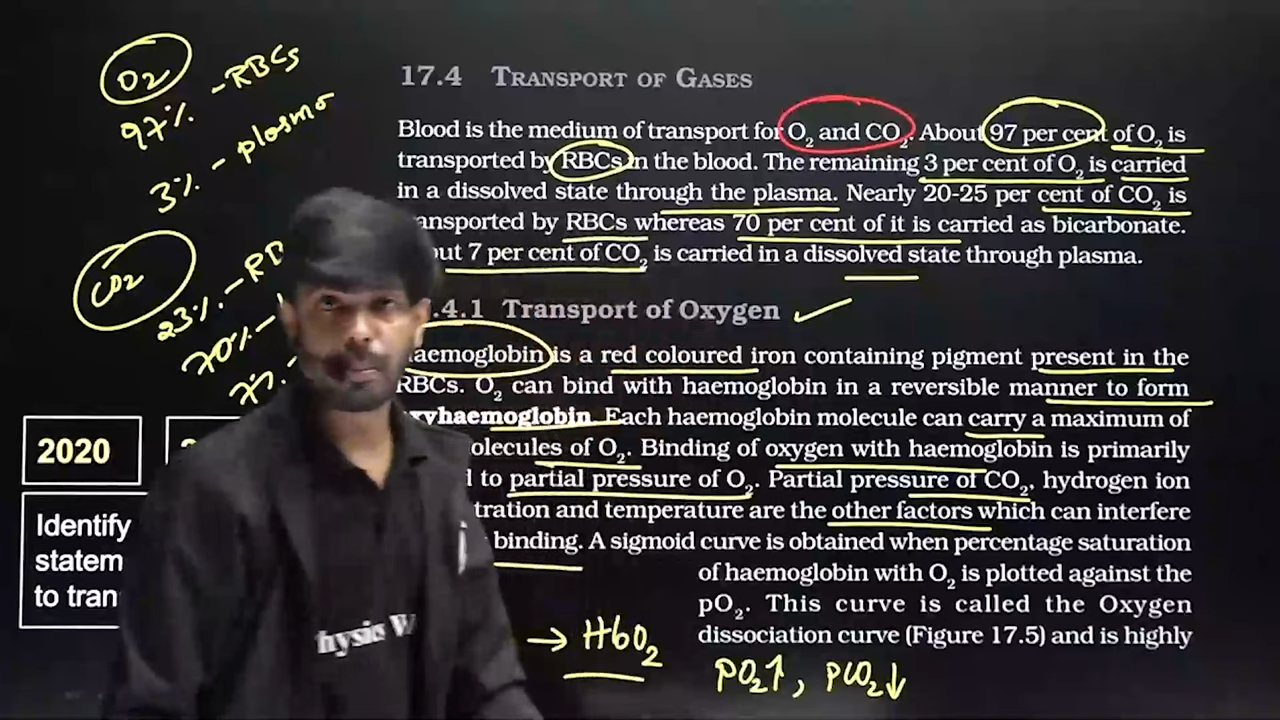 O2
97% - RBCs
3% - plasma
CO2
23% - RB
70% -
7% -
17.4 TRANSPORT OF GASES
Blood is the medium of transport for O2 and CO2. About 97 per cent of O2 is
transported by RBCs in the blood. The remaining 3 per cent of O2 is carried
in a dissolved state through the plasma. Nearly 20-25 per cent of CO2 is
ansported by RBCs whereas 70 per cent of it is carried as bicarbonate.
out 7 per cent of CO2 is carried in a dissolved state through plasma.
.4.1 Transport of Oxygen
aemoglobin is a red coloured iron containing pigment present in the
RBCs. O2 can bind with haemoglobin in a reversible manner to form
xyhaemoglobin. Each haemoglobin molecule can carry a maximum of
olecules of O2. Binding of oxygen with haemoglobin is primarily
d to partial pressure of O2. Partial pressure of CO2, hydrogen ion
tration and temperature are the other factors which can interfere
binding. A sigmoid curve is obtained when percentage saturation
of haemoglobin with O2 is plotted against the
pO2. This curve is called the Oxygen
dissociation curve (Figure 17.5) and is highly
→ HbO2
pO2↑, pCO2↓
2020
Identify
statem
to tran
hysics W